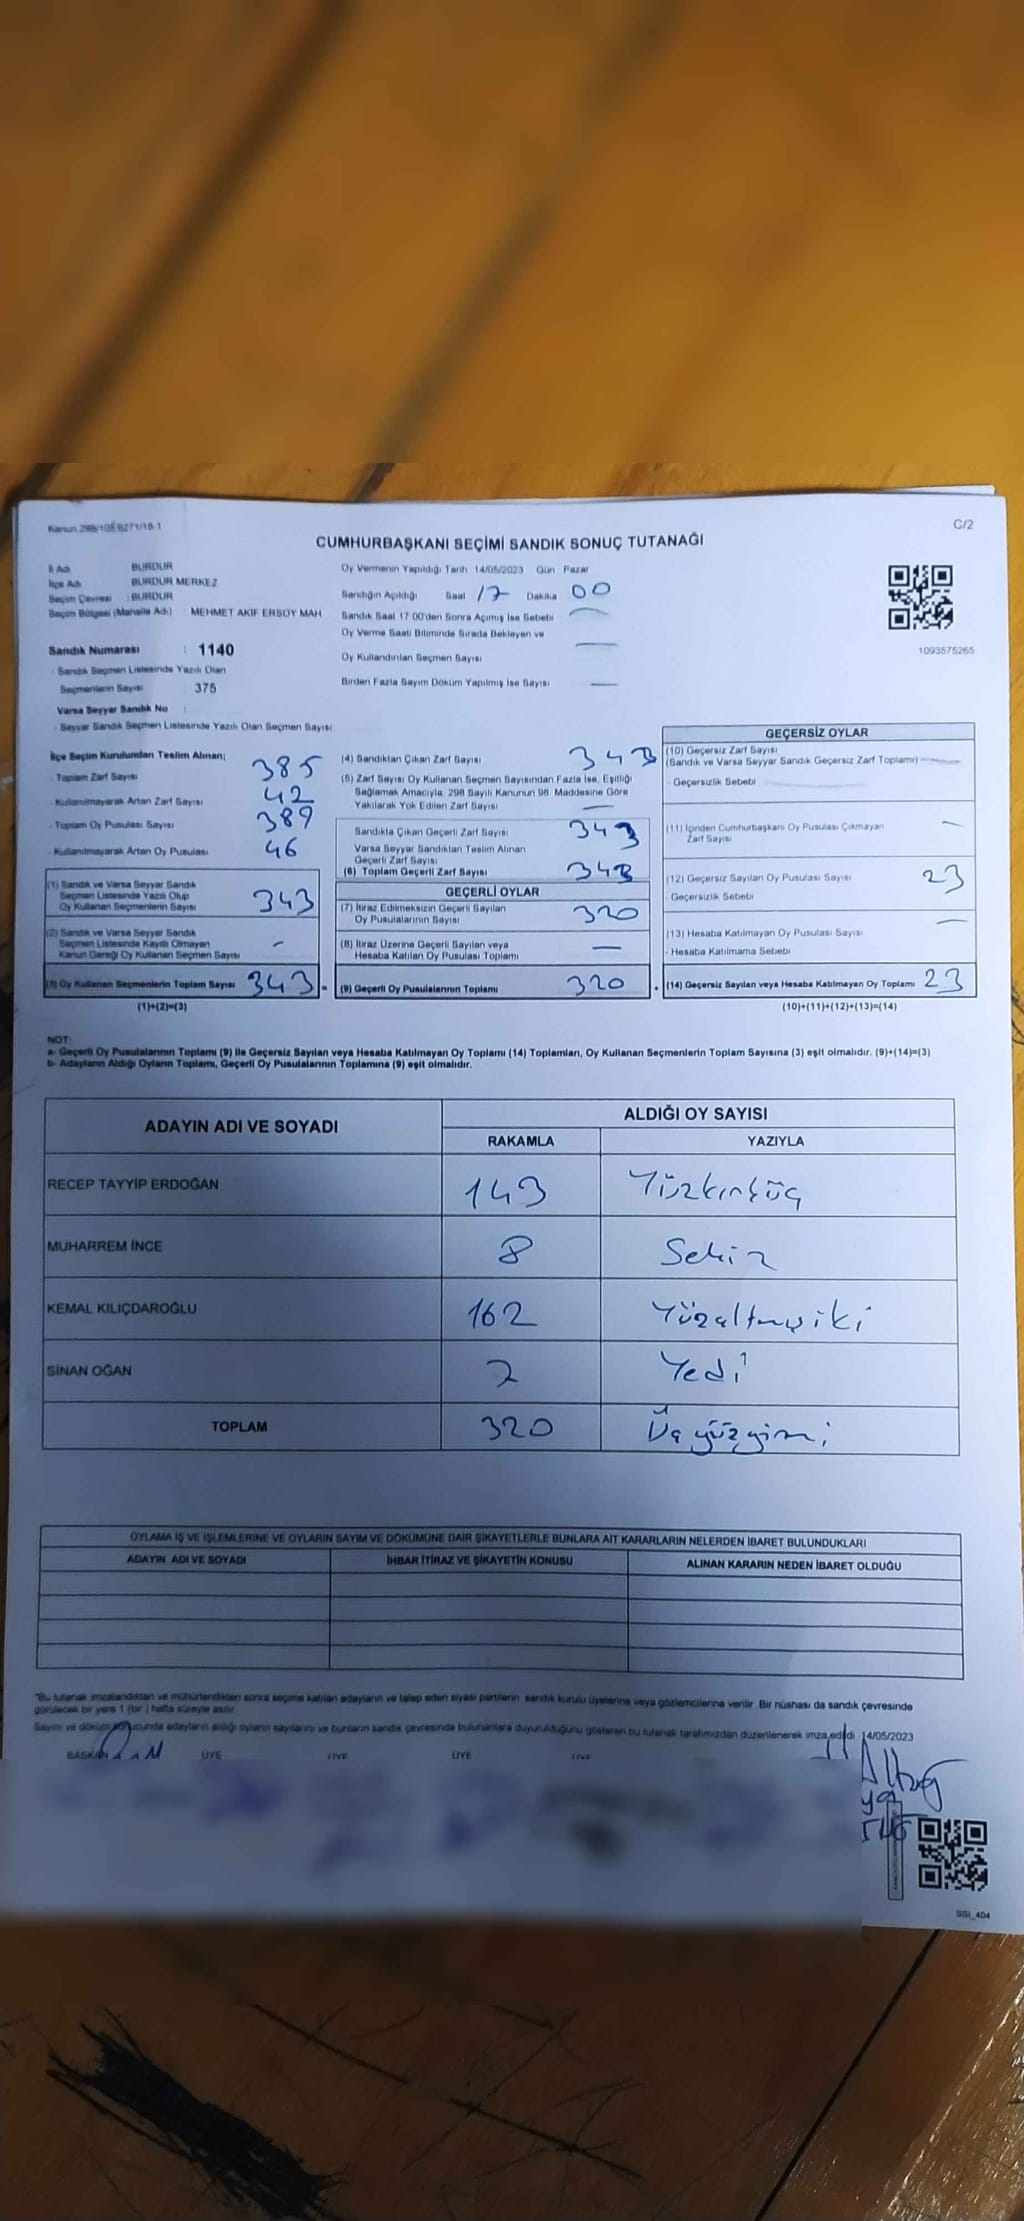 Kanun.298/105 6271/18-1
C/2
CUMHURBAŞKANI SEÇİMİ SANDIK SONUÇ TUTANAĞI
İl Adı BURDUR
İlçe Adı BURDUR MERKEZ
Seçim Çevresi : BURDUR
Seçim Bölgesi (Mahalle Adı) MEHMET AKİF ERSOY MAH
Sandık Numarası : 1140
- Sandık Seçmen Listesinde Yazılı Olan
Seçmenlerin Sayısı : 375
Varsa Seyyar Sandık No :
- Seyyar Sandık Seçmen Listesinde Yazılı Olan Seçmen Sayısı
Oy Vermenin Yapıldığı Tarih 14/05/2023 Gün Pazar
Sandığın Açıldığı Saat 17 Dakika 00
Sandık Saat 17 00'den Sonra Açılmış İse Sebebi
Oy Verme Saati Bitiminde Sırada Bekleyen ve
Oy Kullandırılan Seçmen Sayısı —
Birden Fazla Sayım Döküm Yapılmış İse Sayısı —
1093575265
İlçe Seçim Kurulundan Teslim Alınan;
- Toplam Zarf Sayısı 385
- Kullanılmayarak Artan Zarf Sayısı 42
- Toplam Oy Pusulası Sayısı 389
- Kullanılmayarak Artan Oy Pusulası 46
(1) Sandık ve Varsa Seyyar Sandık
Seçmen Listesinde Yazılı Olup
Oy Kullanan Seçmenlerin Sayısı 343
(2) Sandık ve Varsa Seyyar Sandık
Seçmen Listesinde Kayıtlı Olmayan
Kanun Gereği Oy Kullanan Seçmen Sayısı -
(3) Oy Kullanan Seçmenlerin Toplam Sayısı 343 =
(1)+(2)=(3)
(4) Sandıktan Çıkan Zarf Sayısı 343
(5) Zarf Sayısı Oy Kullanan Seçmen Sayısından Fazla İse, Eşitliği
Sağlamak Amacıyla, 298 Sayılı Kanunun 98. Maddesine Göre
Yakılarak Yok Edilen Zarf Sayısı —
Sandıkta Çıkan Geçerli Zarf Sayısı 343
Varsa Seyyar Sandıktan Teslim Alınan
Geçerli Zarf Sayısı
(6) Toplam Geçerli Zarf Sayısı 343
GEÇERLİ OYLAR
(7) İtiraz Edilmeksizin Geçerli Sayılan
Oy Pusulalarının Sayısı 320
(8) İtiraz Üzerine Geçerli Sayılan veya
Hesaba Katılan Oy Pusulası Toplamı —
(9) Geçerli Oy Pusulalarının Toplamı 320 +
GEÇERSİZ OYLAR
(10) Geçersiz Zarf Sayısı
(Sandık ve Varsa Seyyar Sandık Geçersiz Zarf Toplamı) —
- Geçersizlik Sebebi
(11) İçinden Cumhurbaşkanı Oy Pusulası Çıkmayan
Zarf Sayısı —
(12) Geçersiz Sayılan Oy Pusulası Sayısı 23
- Geçersizlik Sebebi
(13) Hesaba Katılmayan Oy Pusulası Sayısı —
- Hesaba Katılmama Sebebi
(14) Geçersiz Sayılan veya Hesaba Katılmayan Oy Toplamı 23
(10)+(11)+(12)+(13)=(14)
NOT:
a- Geçerli Oy Pusulalarının Toplamı (9) ile Geçersiz Sayılan veya Hesaba Katılmayan Oy Toplamı (14) Toplamları, Oy Kullanan Seçmenlerin Toplam Sayısına (3) eşit olmalıdır. (9)+(14)=(3)
b- Adayların Aldığı Oyların Toplamı, Geçerli Oy Pusulalarının Toplamına (9) eşit olmalıdır.
ADAYIN ADI VE SOYADI
ALDIĞI OY SAYISI
RAKAMLA YAZIYLA
RECEP TAYYİP ERDOĞAN 143 Yüzkırküç
MUHARREM İNCE 8 Sekiz
KEMAL KILIÇDAROĞLU 162 Yüzaltmışiki
SİNAN OĞAN 7 Yedi
TOPLAM 320 Üçyüzyirmi
OYLAMA İŞ VE İŞLEMLERİNE VE OYLARIN SAYIM VE DÖKÜMÜNE DAİR ŞİKAYETLERLE BUNLARA AİT KARARLARIN NELERDEN İBARET BULUNDUKLARI
ADAYIN ADI VE SOYADI İHBAR İTİRAZ VE ŞİKAYETİN KONUSU ALINAN KARARIN NEDEN İBARET OLDUĞU
*Bu tutanak imzalandıktan ve mühürlendikten sonra seçime katılan adayların ve talep eden siyasi partilerin sandık kurulu üyelerine veya gözlemcilerine verilir. Bir nüshası da sandık çevresinde
görülecek bir yere 1 (bir ) hafta süreyle asılır.
Sayım ve döküm sonucunda adayların aldığı oyların sayılarını ve bunların sandık çevresinde bulunanlara duyurulduğunu gösteren bu tutanak tarafımızdan düzenlenerek imza edildi 14/05/2023
BAŞKAN ÜYE ÜYE ÜYE ÜYE
SSI_404